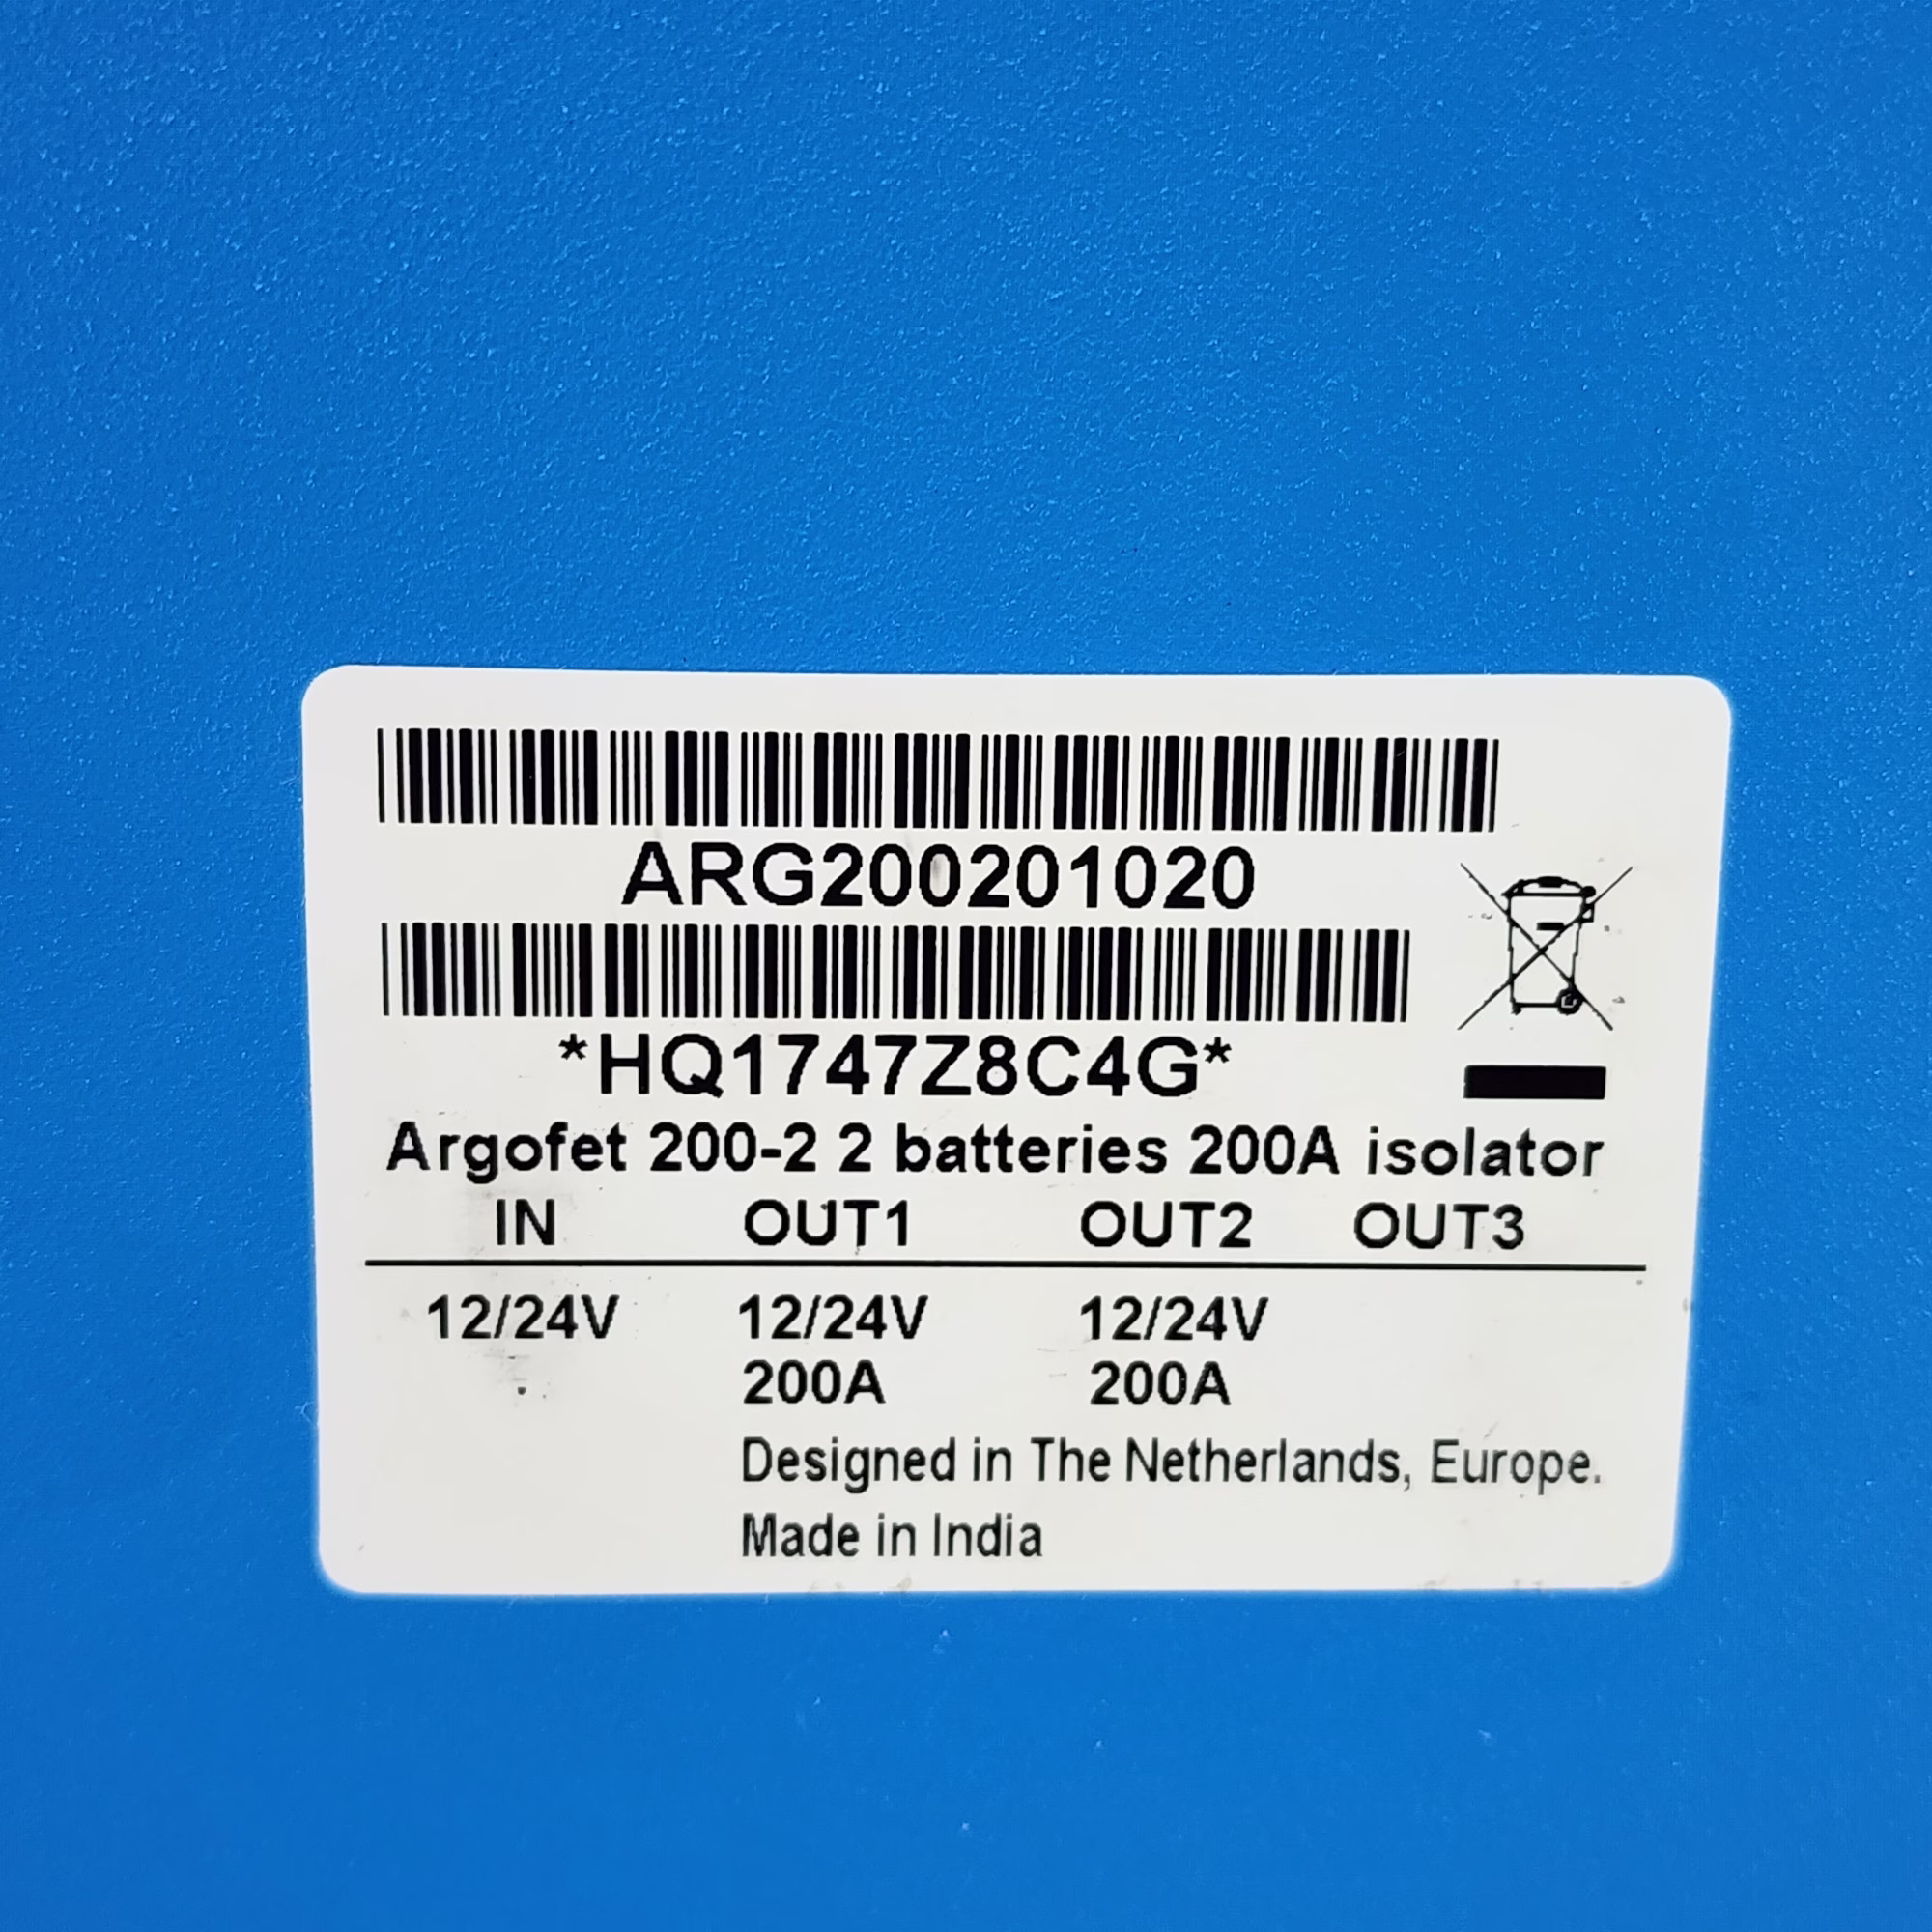 ARG200201020
*HQ1747Z8C4G*
Argofet 200-2 2 batteries 200A isolator
IN OUT1 OUT2 OUT3
12/24V 12/24V 12/24V
200A 200A
Designed in The Netherlands, Europe.
Made in India